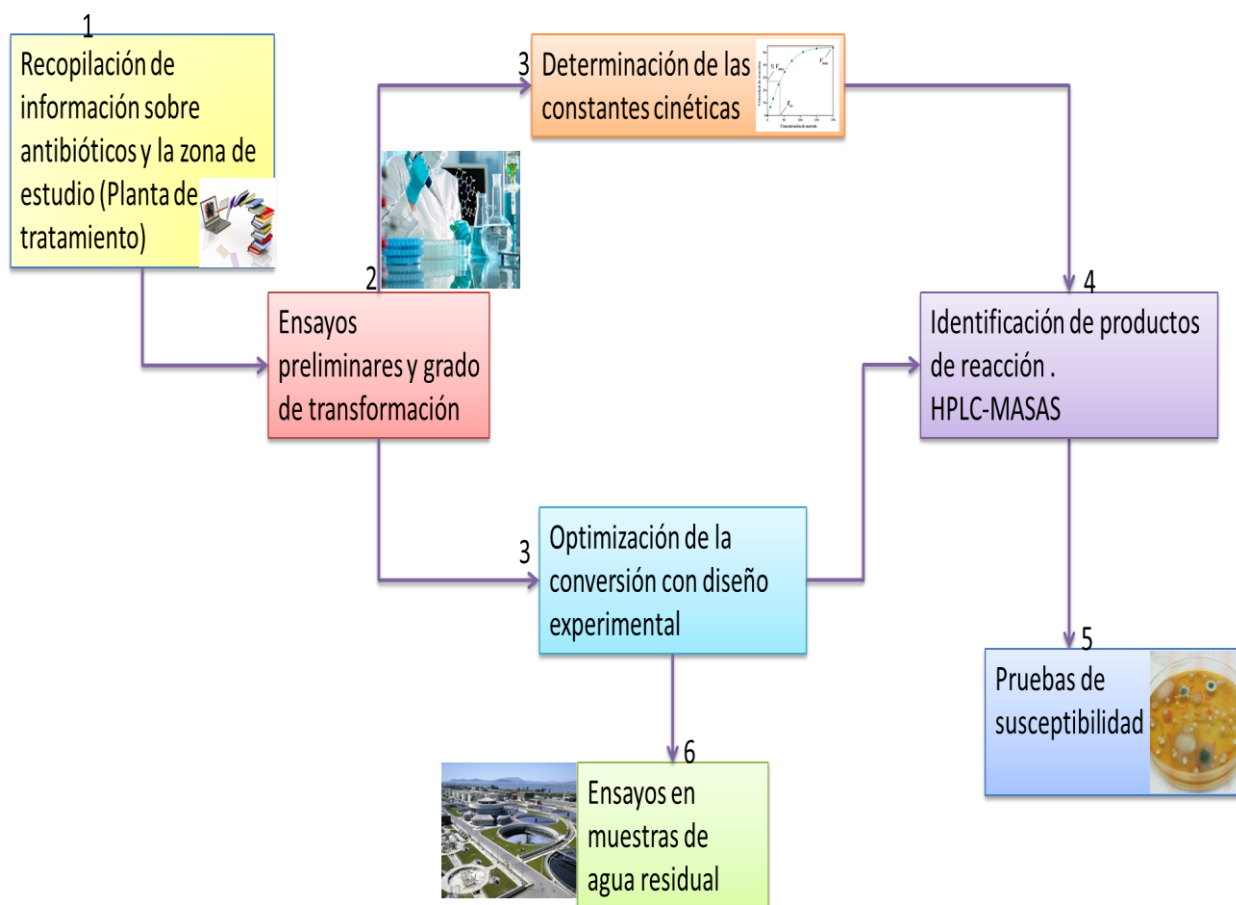 1
Recopilación de
información sobre
antibióticos y la zona de
estudio (Planta de
tratamiento)
2
Ensayos
preliminares y grado
de transformación
3
Determinación de las
constantes cinéticas
3
Optimización de la
conversión con diseño
experimental
4
Identificación de productos
de reacción .
HPLC-MASAS
5
Pruebas de
susceptibilidad
6
Ensayos en
muestras de
agua residual